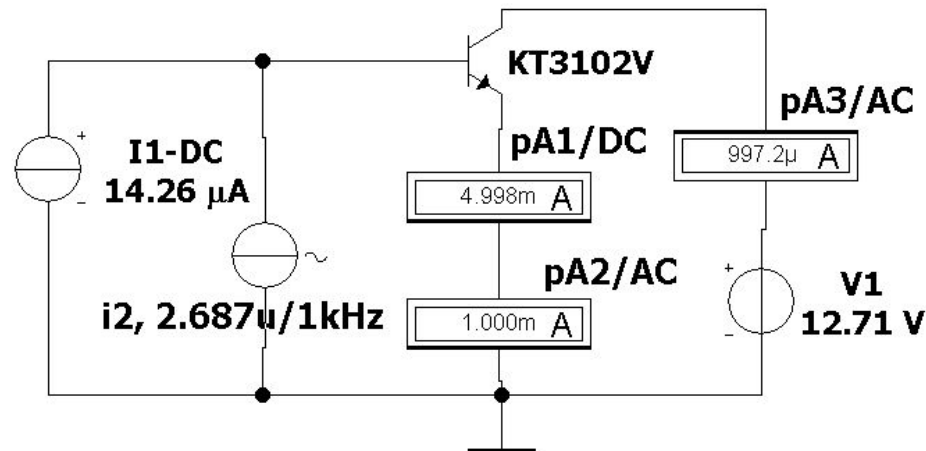 KT3102V
pA3/AC
997.2µ A
+
I1-DC
14.26 µA
-
pA1/DC
4.998m A
~
i2, 2.687u/1kHz
pA2/AC
1.000m A
+
V1
12.71 V
-